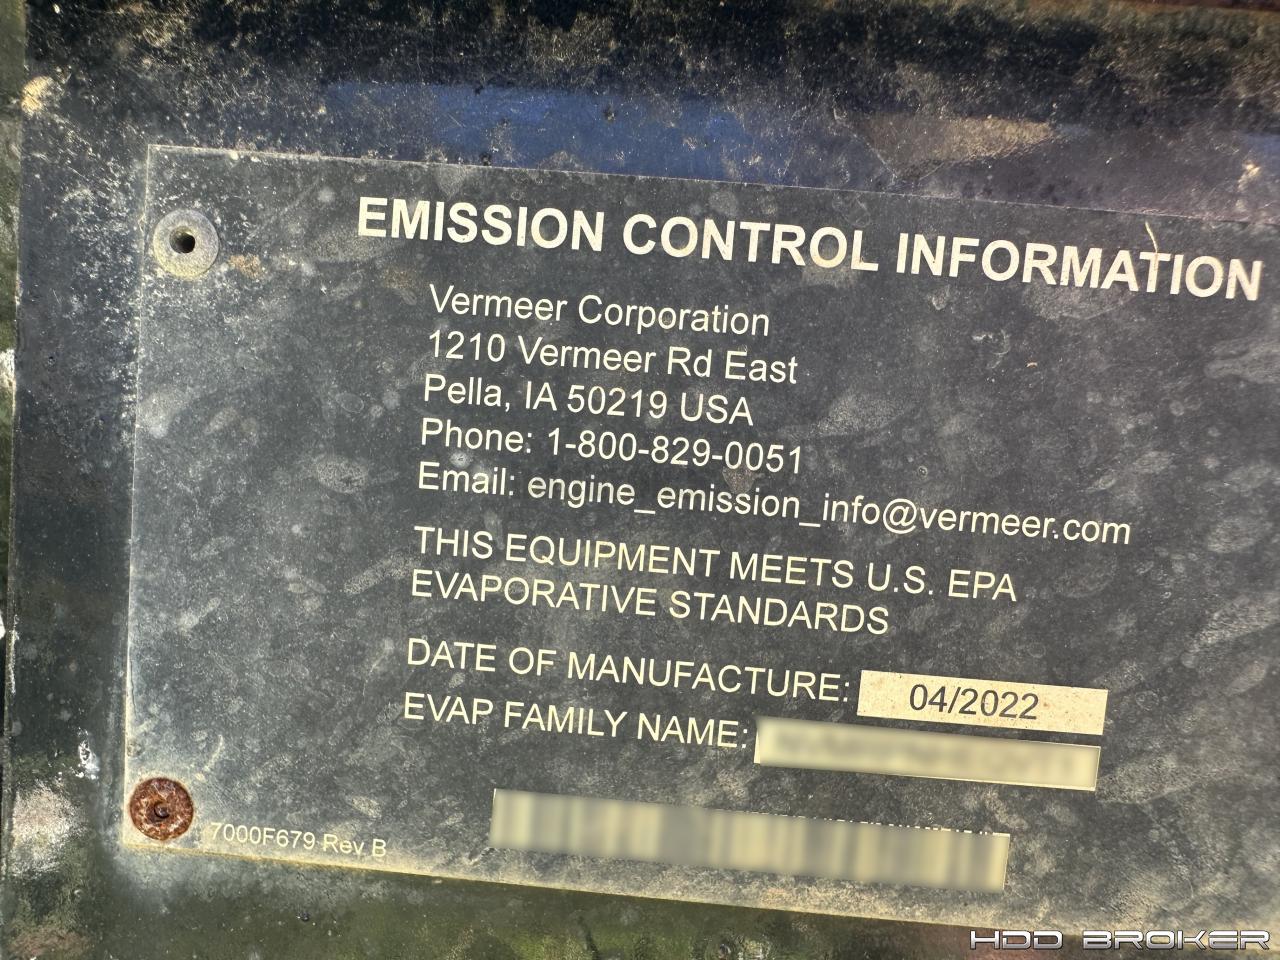 EMISSION CONTROL INFORMATION
Vermeer Corporation
1210 Vermeer Rd East
Pella, IA 50219 USA
Phone: 1-800-829-0051
Email: engine_emission_info@vermeer.com
THIS EQUIPMENT MEETS U.S. EPA
EVAPORATIVE STANDARDS
DATE OF MANUFACTURE: 04/2022
EVAP FAMILY NAME:
7000F679 Rev B
HDD BROKER